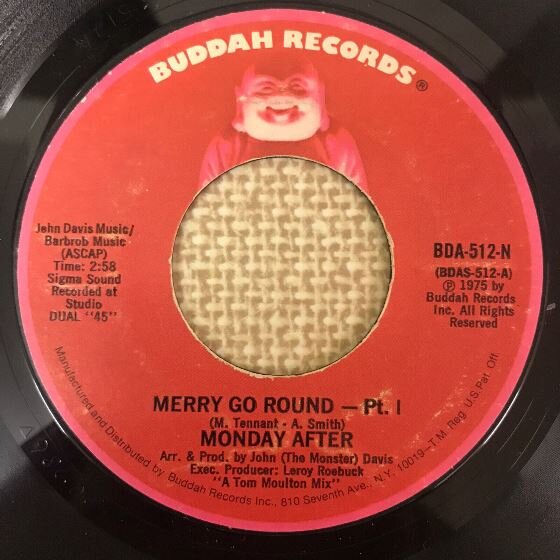 BUDDAH RECORDS®
John Davis Music/
Barbrob Music
(ASCAP)
Time: 2:58
Sigma Sound
Recorded at
Studio
DUAL "45"
BDA-512-N
(BDAS-512-A)
Ⓟ 1975 by
Buddah Records
Inc. All Rights
Reserved
MERRY GO ROUND — Pt. I
(M. Tennant - A. Smith)
MONDAY AFTER
Arr. & Prod. by John (The Monster) Davis
Exec. Producer: Leroy Roebuck
"A Tom Moulton Mix"
Manufactured and Distributed by Buddah Records Inc., 810 Seventh Ave., N.Y. 10019–T.M. Reg. U.S. Pat. Off.